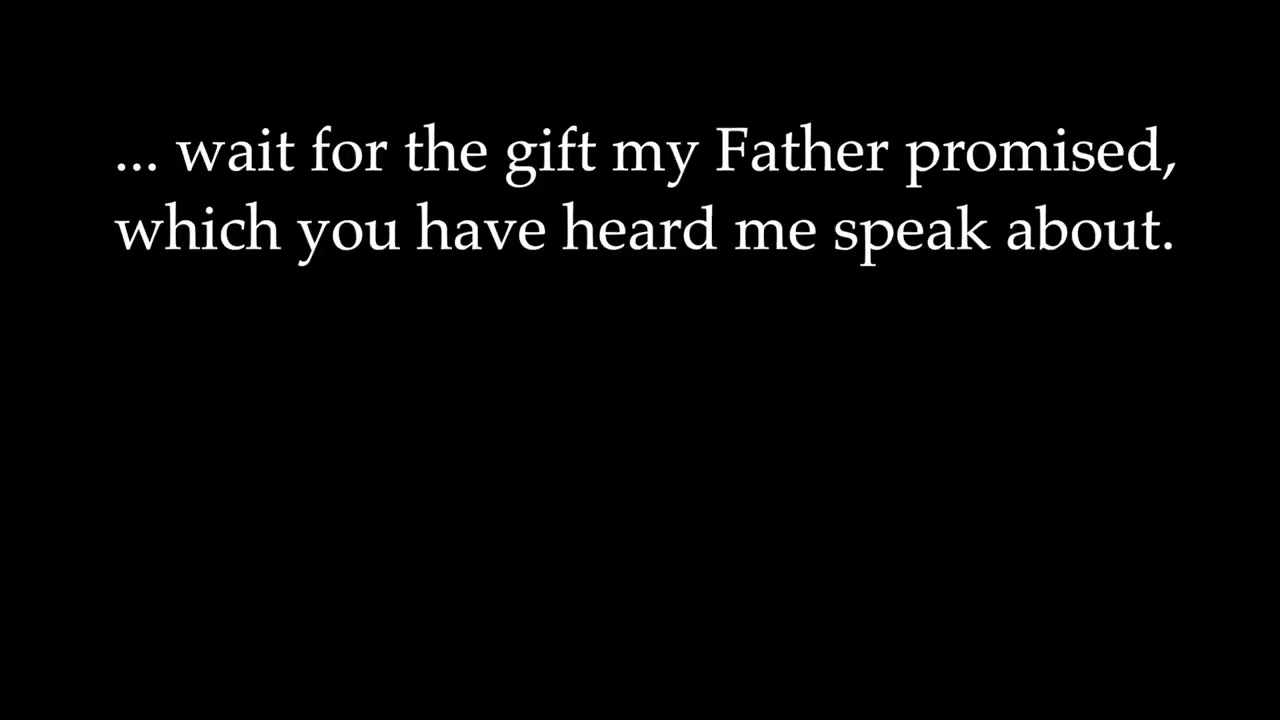 ... wait for the gift my Father promised,
which you have heard me speak about.